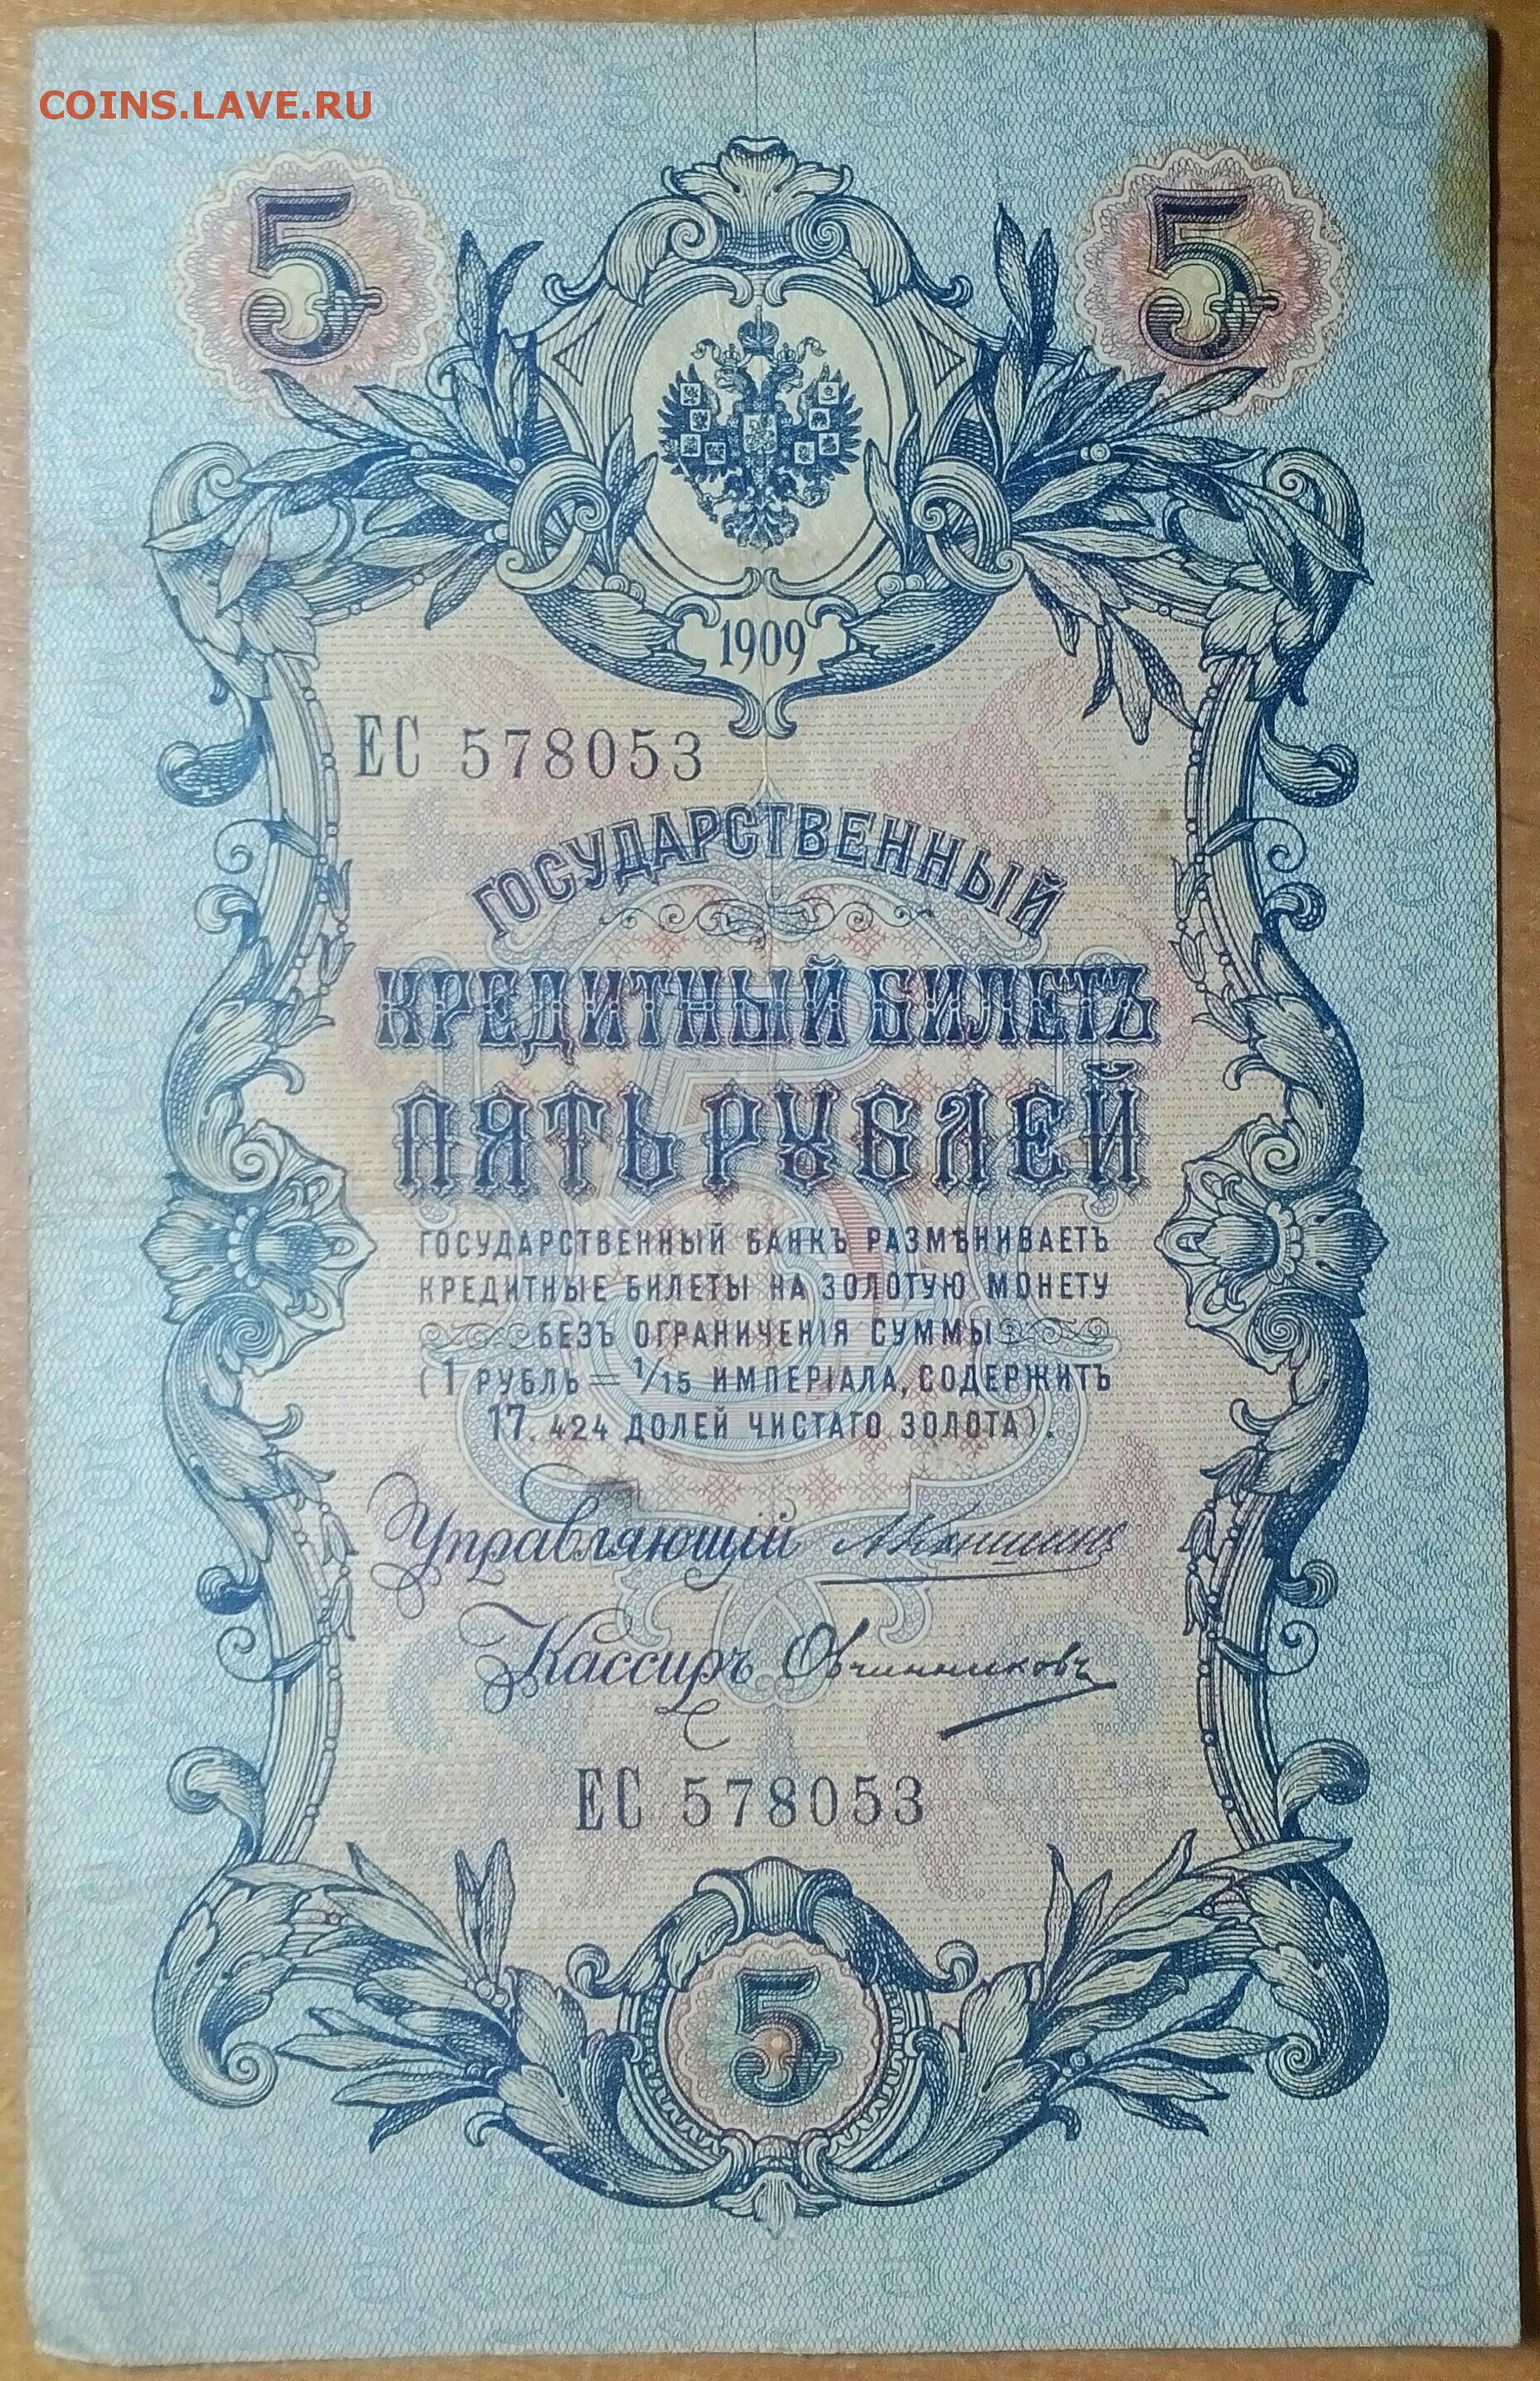 COINS.LAVE.RU
5 5
1909
ЕС 578053
ГОСУДАРСТВЕННЫЙ
КРЕДИТНЫЙ БИЛЕТЪ
ПЯТЬ РУБЛЕЙ
ГОСУДАРСТВЕННЫЙ БАНКЪ РАЗМѢНИВАЕТЪ
КРЕДИТНЫЕ БИЛЕТЫ НА ЗОЛОТУЮ МОНЕТУ
БЕЗЪ ОГРАНИЧЕНІЯ СУММЫ
(1 РУБЛЬ = 1/15 ИМПЕРІАЛА, СОДЕРЖИТЪ
17,424 ДОЛЕЙ ЧИСТАГО ЗОЛОТА).
Управляющій АКоншинъ
Кассиръ Овчинниковъ
ЕС 578053
5